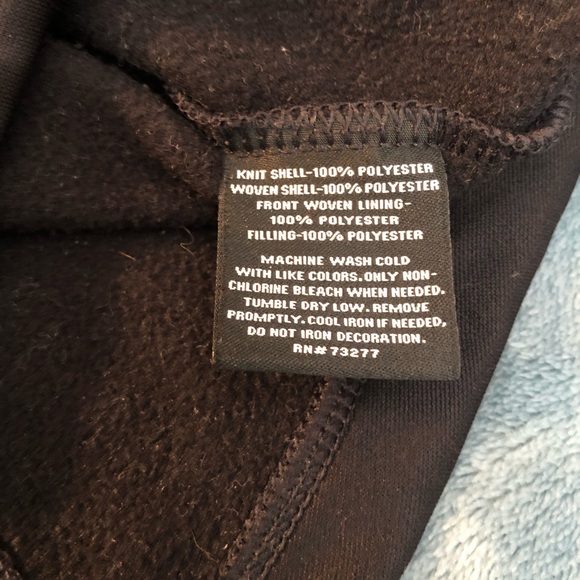 KNIT SHELL-100% POLYESTER
WOVEN SHELL-100% POLYESTER
FRONT WOVEN LINING-
100% POLYESTER
FILLING-100% POLYESTER
MACHINE WASH COLD
WITH LIKE COLORS. ONLY NON-
CHLORINE BLEACH WHEN NEEDED.
TUMBLE DRY LOW. REMOVE
PROMPTLY. COOL IRON IF NEEDED,
DO NOT IRON DECORATION.
RN# 73277